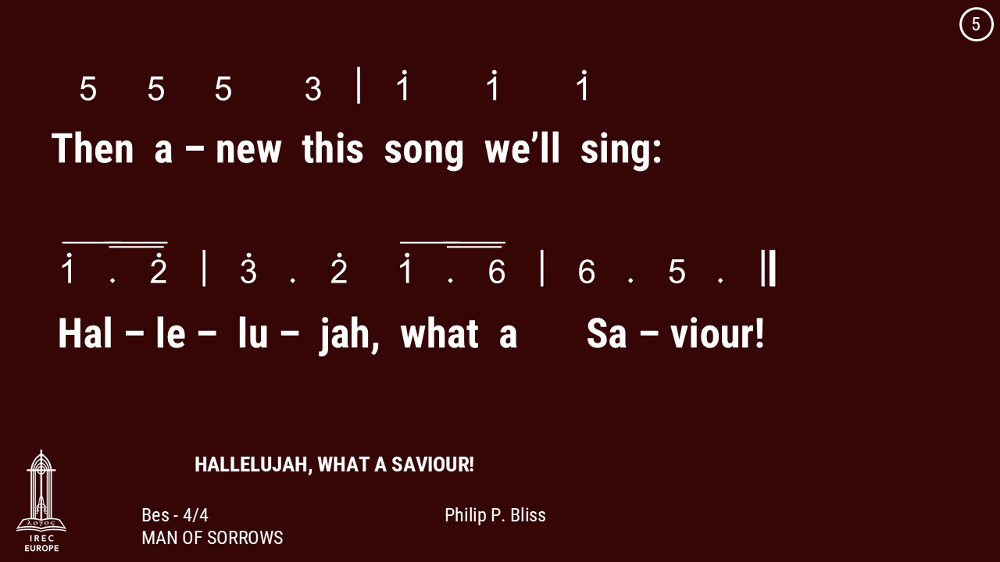 5
5 5 5 3 | 1̇ 1̇ 1̇
Then a – new this song we’ll sing:
1̇ . 2̇ | 3̇ . 2̇ 1̇ . 6 | 6 . 5 . ‖
Hal – le – lu – jah, what a Sa – viour!
HALLELUJAH, WHAT A SAVIOUR!
Bes - 4/4 Philip P. Bliss
MAN OF SORROWS
λογος
IREC
EUROPE